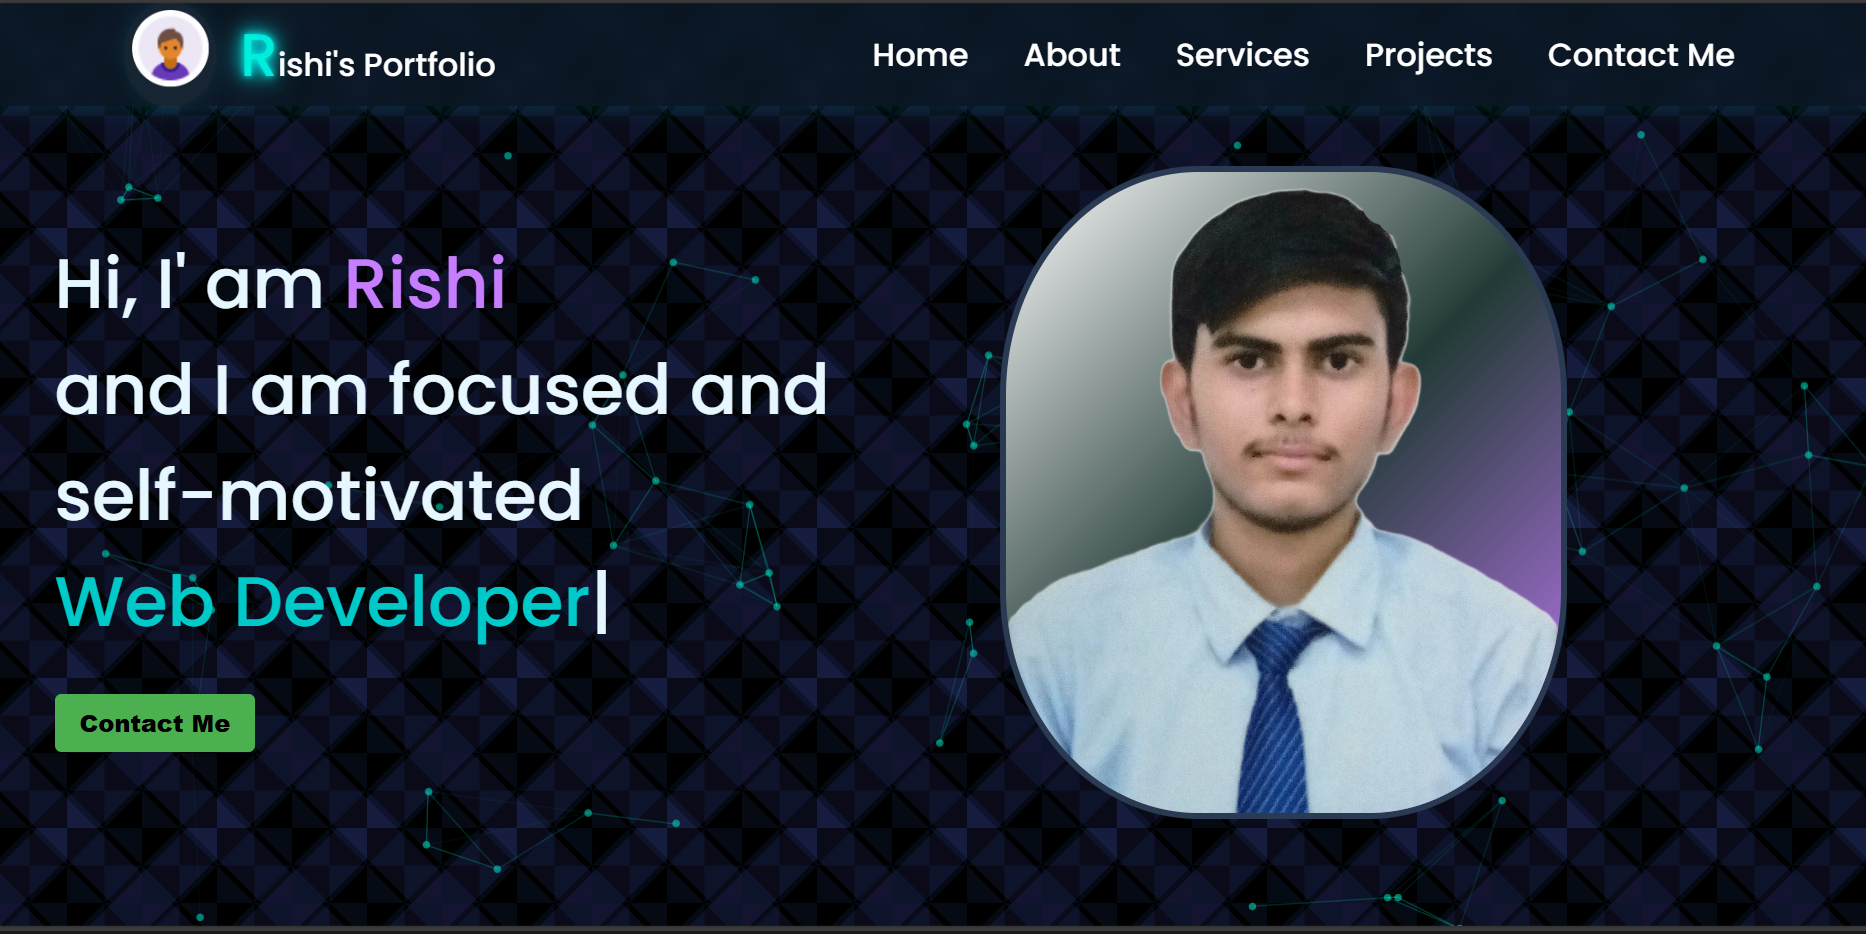 Rishi's Portfolio
Home About Services Projects Contact Me
Hi, I' am Rishi
and I am focused and
self-motivated
Web Developer|
Contact Me